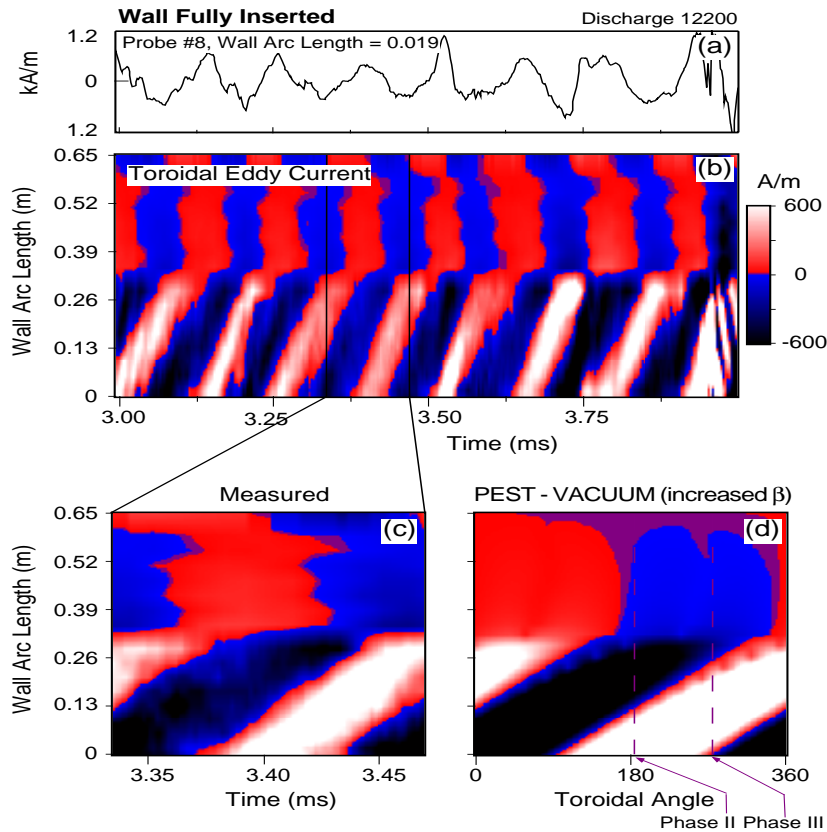 Wall Fully Inserted
Discharge 12200
Probe #8, Wall Arc Length = 0.019
(a)
kA/m
1.2
0
1.2
Toroidal Eddy Current
(b)
Wall Arc Length (m)
0.65
0.52
0.39
0.26
0.13
0
3.00
3.25
3.50
3.75
Time (ms)
A/m
600
0
-600
Measured
(c)
Wall Arc Length (m)
0.65
0.52
0.39
0.26
0.13
0
3.35
3.40
3.45
Time (ms)
PEST - VACUUM (increased β)
(d)
0
180
360
Toroidal Angle
Phase II
Phase III